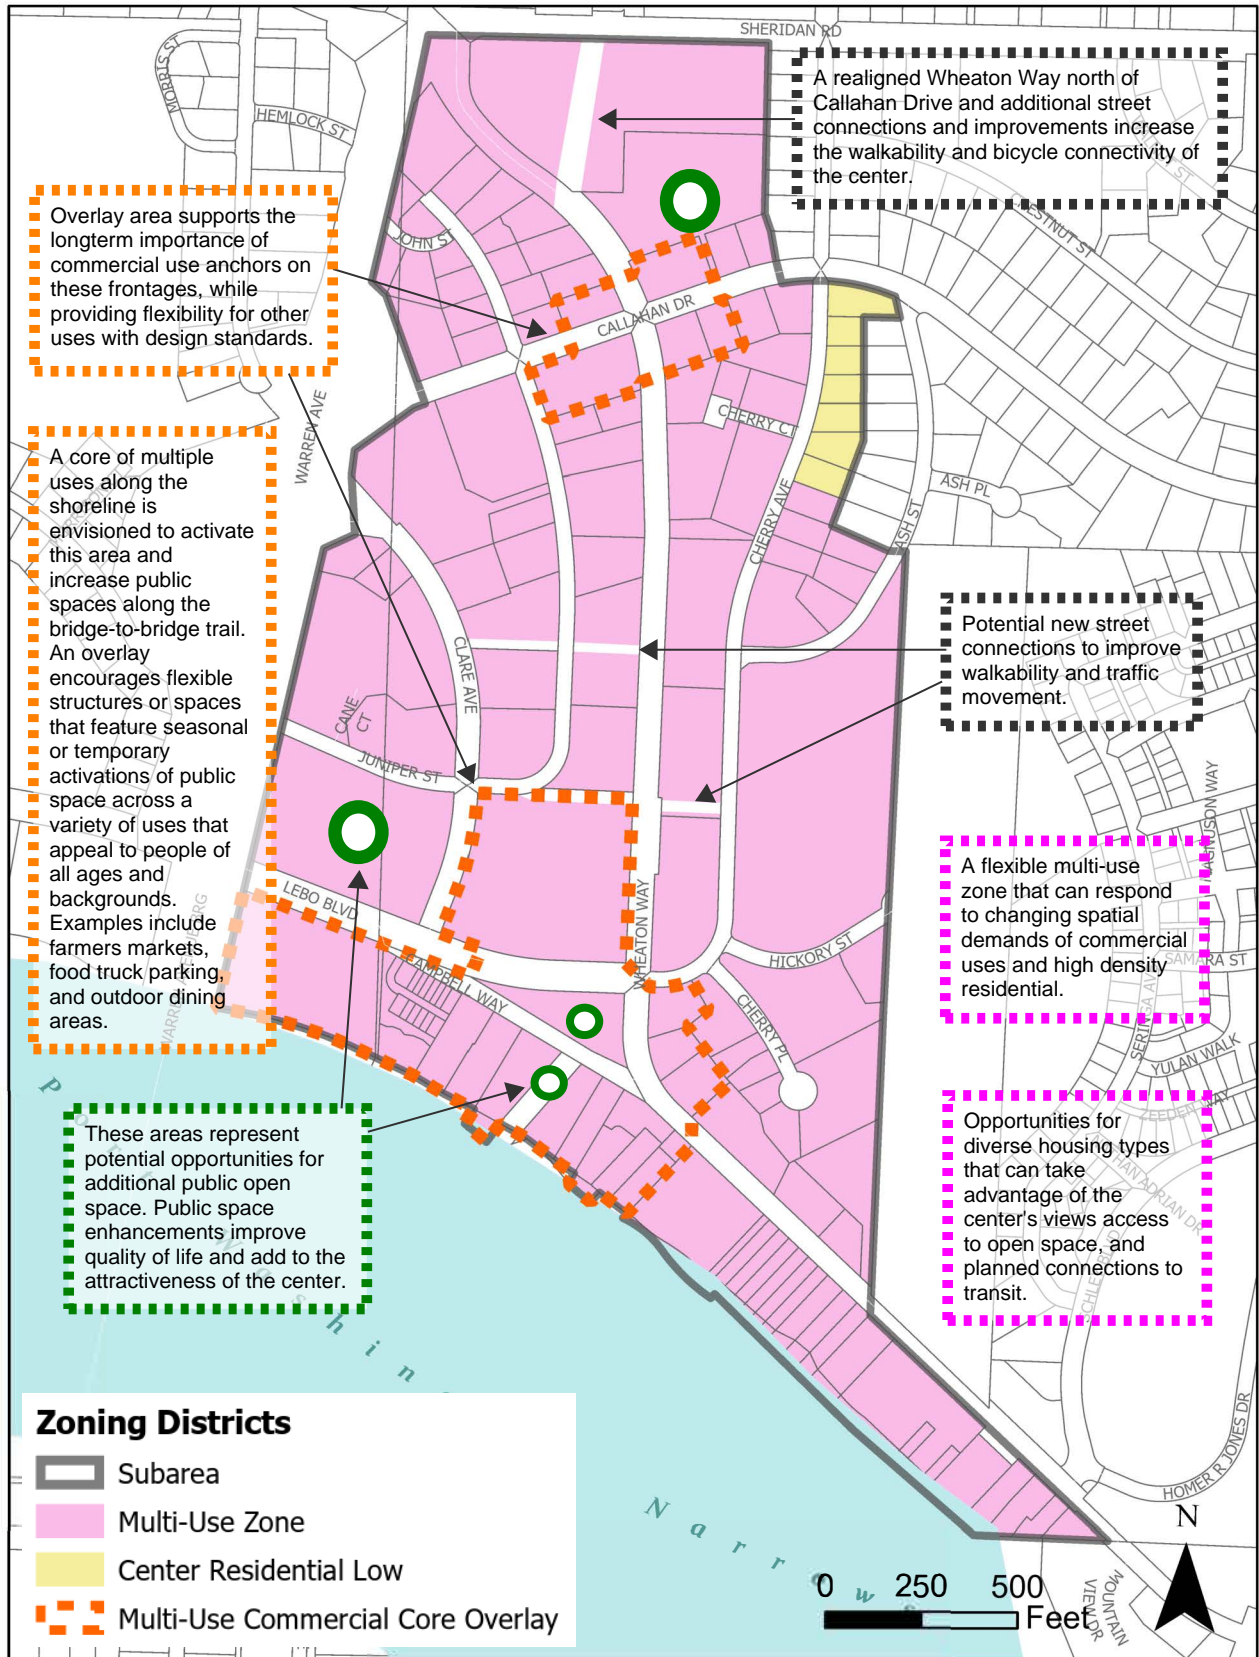 SHERIDAN RD
MORRIS ST
HEMLOCK ST
A realigned Wheaton Way north of
Callahan Drive and additional street
connections and improvements increase
the walkability and bicycle connectivity of
the center.
CHESTNUT ST
Overlay area supports the
longterm importance of
commercial use anchors on
these frontages, while
providing flexibility for other
uses with design standards.
JOHN ST
CALLAHAN DR
WARREN AVE
CHERRY CT
A core of multiple
uses along the
shoreline is
envisioned to activate
this area and
increase public
spaces along the
bridge-to-bridge trail.
An overlay
encourages flexible
structures or spaces
that feature seasonal
or temporary
activations of public
space across a
variety of uses that
appeal to people of
all ages and
backgrounds.
Examples include
farmers markets,
food truck parking,
and outdoor dining
areas.
ASH PL
ASH ST
CHERRY AVE
Potential new street
connections to improve
walkability and traffic
movement.
CLARE AVE
CANE
CT
JUNIPER ST
MAGNUSON WAY
A flexible multi-use
zone that can respond
to changing spatial
demands of commercial
uses and high density
residential.
LEBO BLVD
WHEATON WAY
HICKORY ST
CAMPBELL WAY
CHERRY PL
SAMARA ST
SERINGA AV
YULAN WALK
Opportunities for
diverse housing types
that can take
advantage of the
center's views access
to open space, and
planned connections to
transit.
These areas represent
potential opportunities for
additional public open
space. Public space
enhancements improve
quality of life and add to the
attractiveness of the center.
HOMER R JONES DR
Narrows
Zoning Districts
Subarea
Multi-Use Zone
Center Residential Low
Multi-Use Commercial Core Overlay
0 250 500
Feet
N
MOUNTAIN
VIEW DR